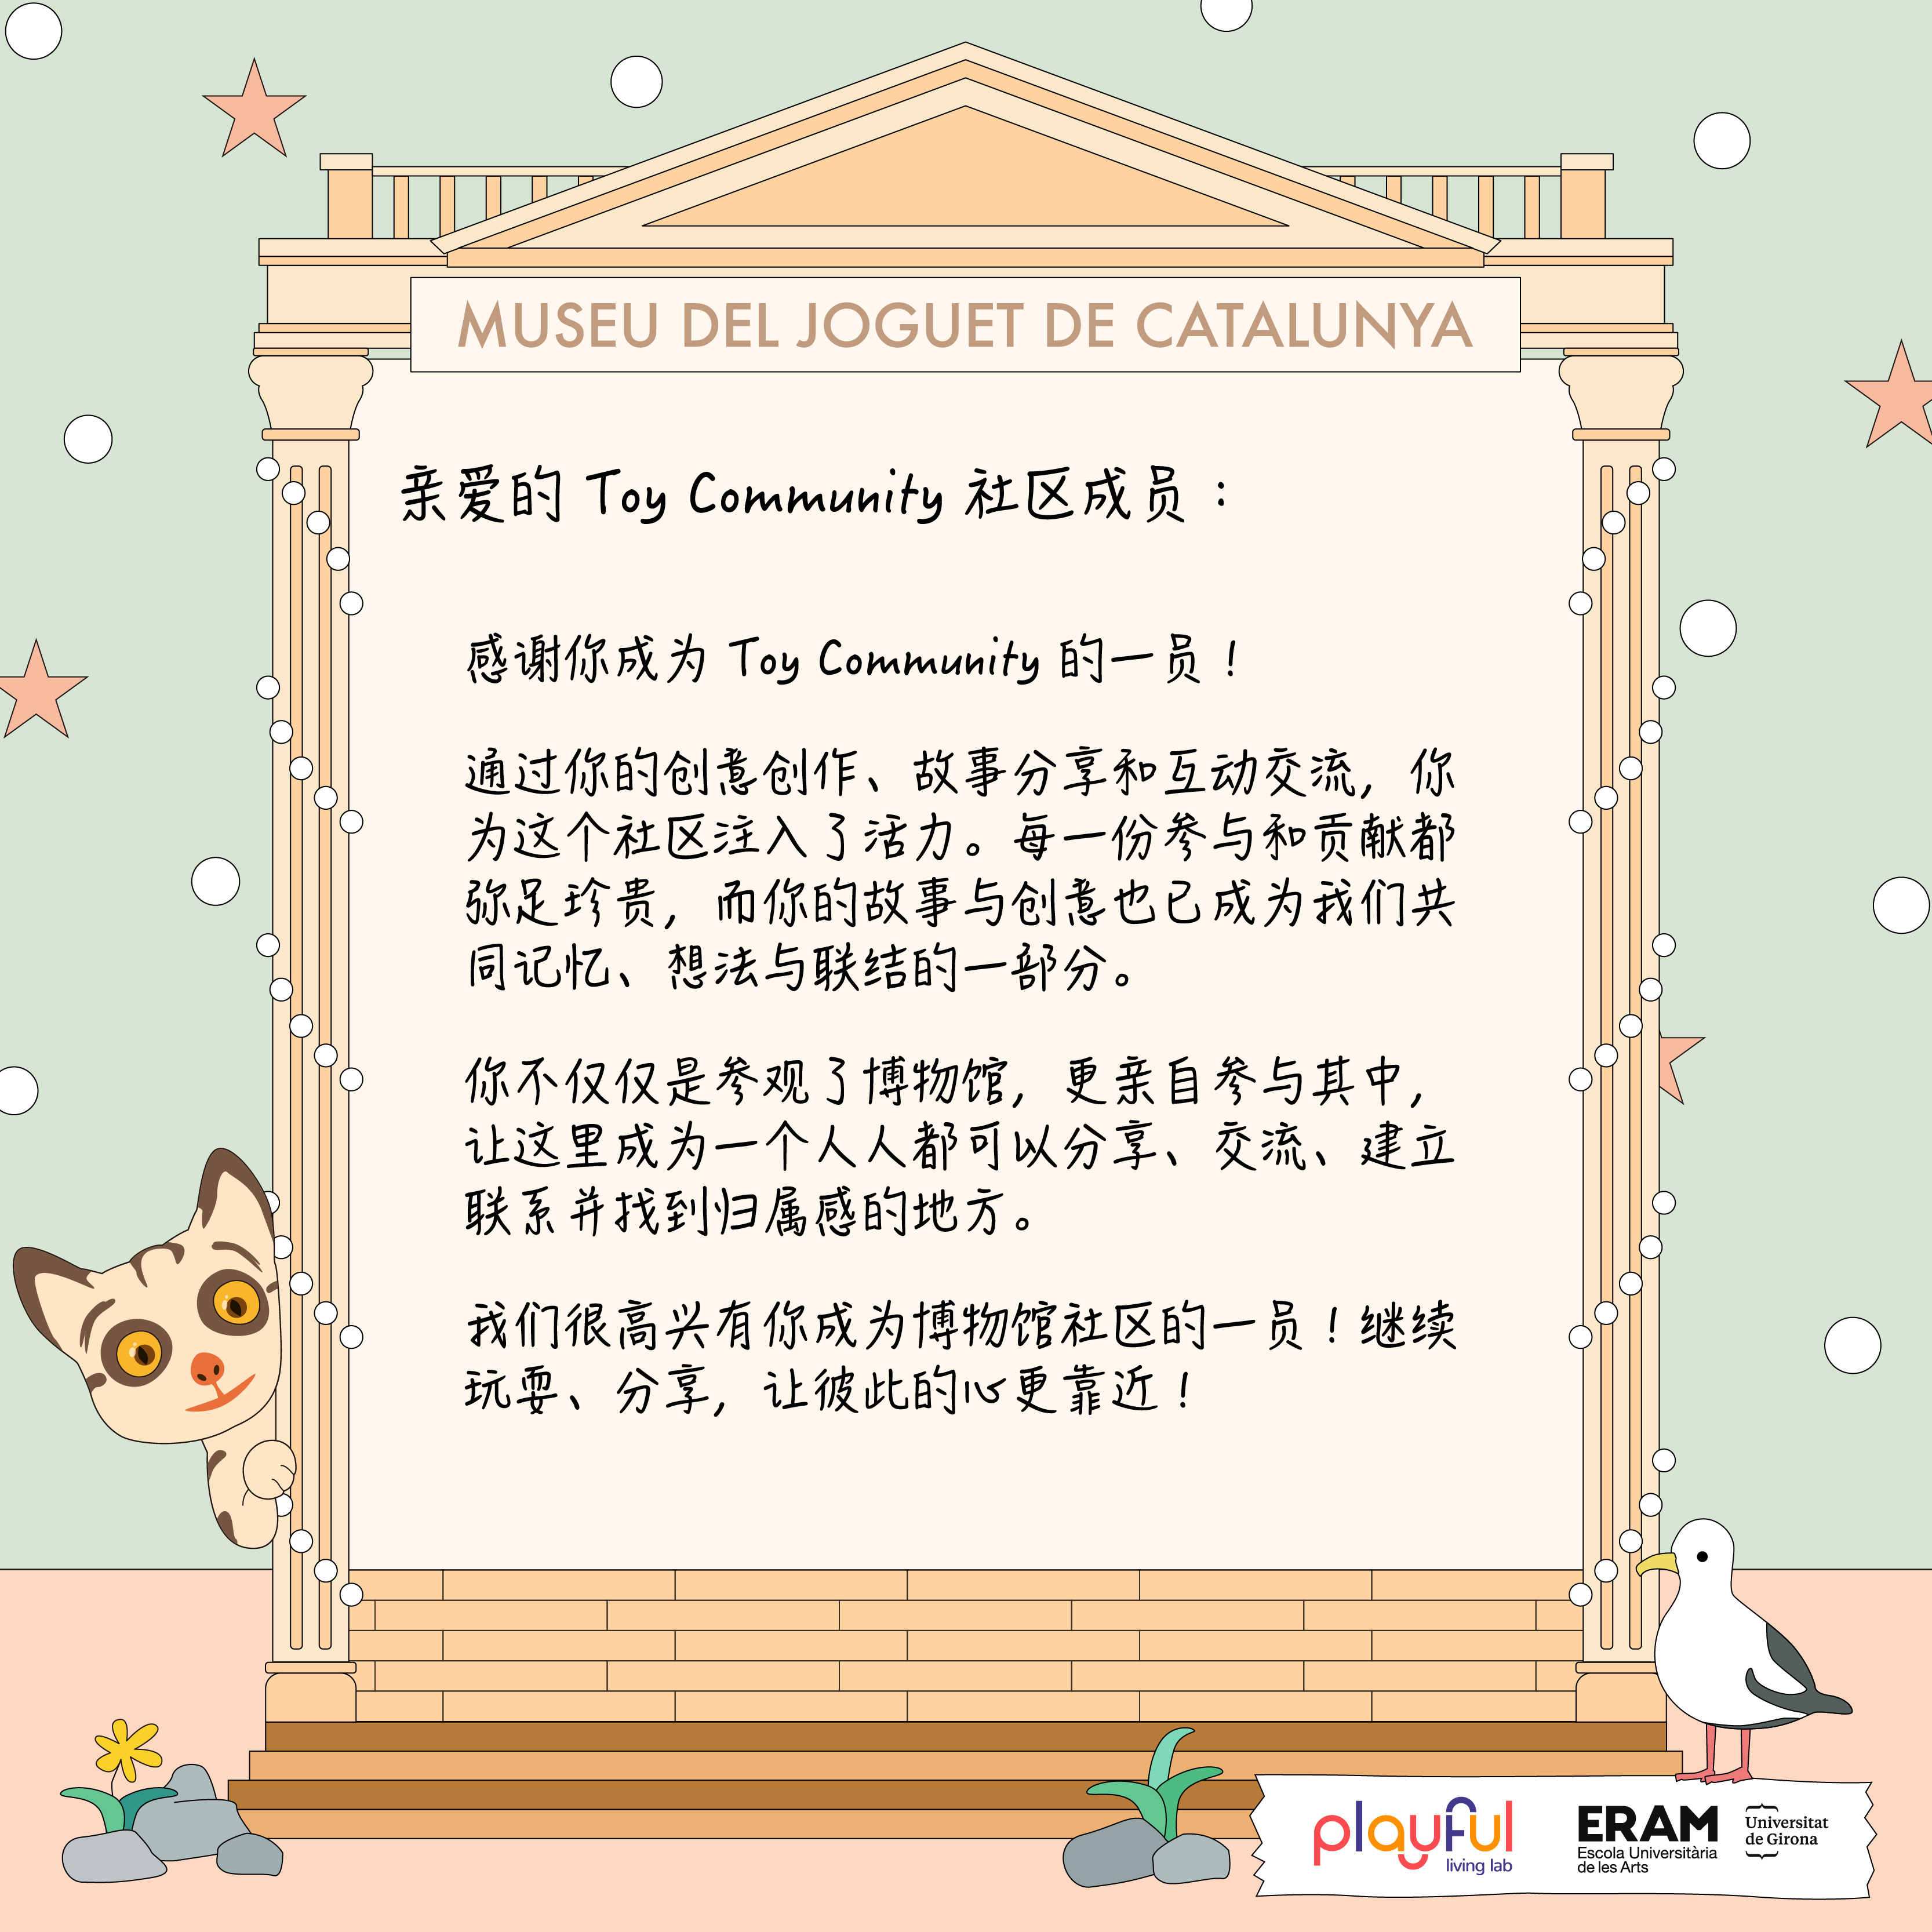 MUSEU DEL JOGUET DE CATALUNYA
亲爱的 Toy Community 社区成员：
感谢你成为 Toy Community 的一员！
通过你的创意创作、故事分享和互动交流，你
为这个社区注入了活力。每一份参与和贡献都
弥足珍贵，而你的故事与创意也已成为我们共
同记忆、想法与联结的一部分。
你不仅仅是参观了博物馆，更亲自参与其中，
让这里成为一个人人都可以分享、交流、建立
联系并找到归属感的地方。
我们很高兴有你成为博物馆社区的一员！继续
玩耍、分享，让彼此的心更靠近！
playful
living lab
ERAM
Escola Universitària
de les Arts
Universitat
de Girona